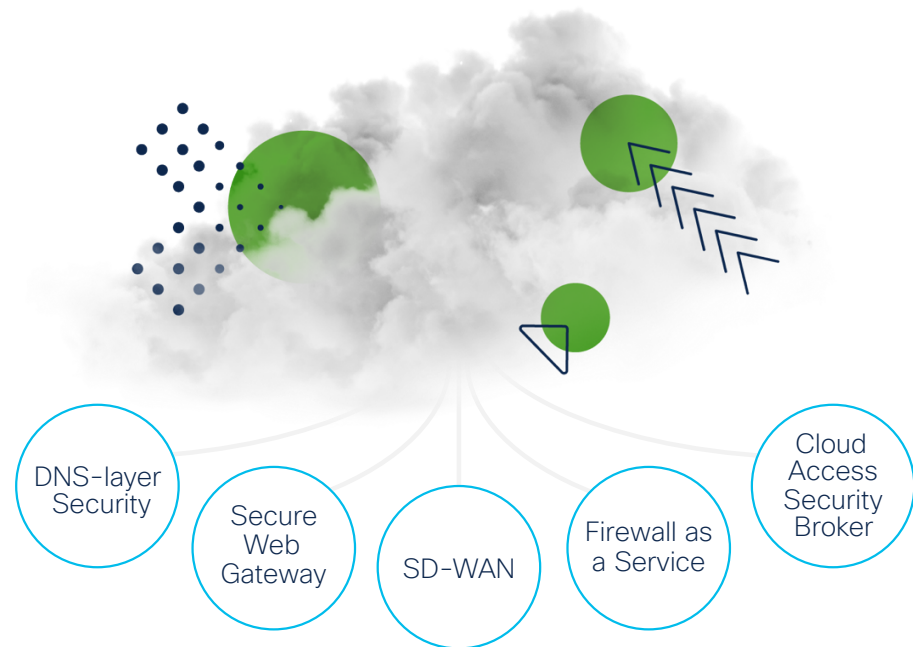 DNS-layer
Security
Secure
Web
Gateway
SD-WAN
Firewall as
a Service
Cloud
Access
Security
Broker